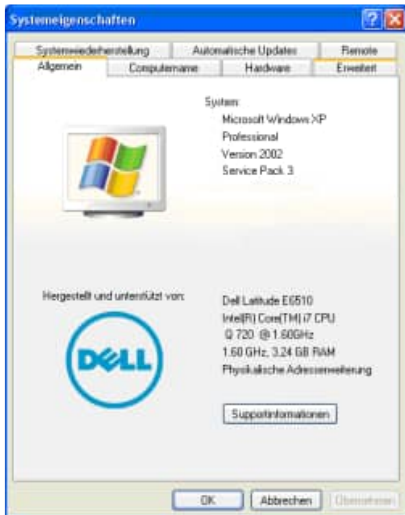 Systemeigenschaften
Systemwiederherstellung Automatische Updates Remote
Allgemein Computername Hardware Erweitert
System:
Microsoft Windows XP
Professional
Version 2002
Service Pack 3
Hergestellt und unterstützt von:
DELL
Dell Latitude E6510
Intel(R) Core(TM) i7 CPU
Q 720 @ 1.60GHz
1.60 GHz, 3.24 GB RAM
Physikalische Adresserweiterung
Supportinformationen
OK Abbrechen Übernehmen